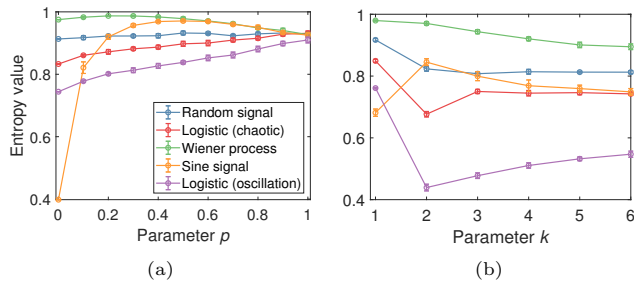 1
0.8
0.6
0.4
Entropy value
0
0.2
0.4
0.6
0.8
1
Parameter p
Random signal
Logistic (chaotic)
Wiener process
Sine signal
Logistic (oscillation)
(a)
1
0.8
0.6
0.4
1
2
3
4
5
6
Parameter k
(b)